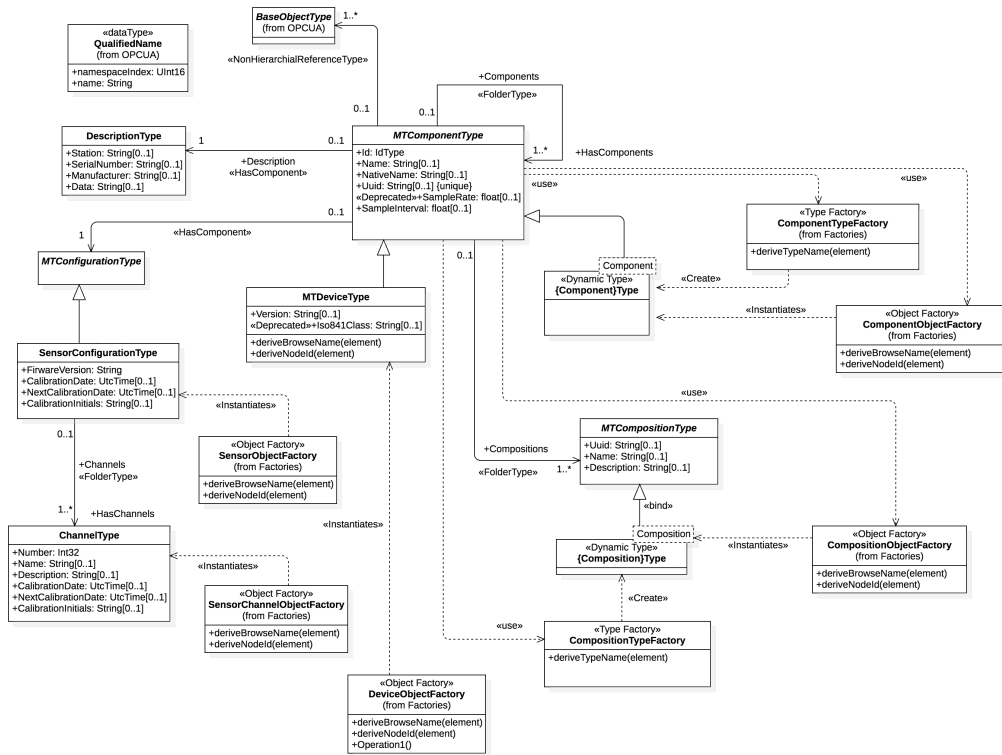 BaseObjectType
(from OPCUA)
1..*
«NonHierarchialReferenceType»
0..1
«dataType»
QualifiedName
(from OPCUA)
+namespaceIndex: UInt16
+name: String
+Components
«FolderType»
0..1
1..*
+HasComponents
DescriptionType
+Station: String[0..1]
+SerialNumber: String[0..1]
+Manufacturer: String[0..1]
+Data: String[0..1]
1
0..1
+Description
«HasComponent»
MTComponentType
+Id: IdType
+Name: String[0..1]
+NativeName: String[0..1]
+Uuid: String[0..1] {unique}
«Deprecated»+SampleRate: float[0..1]
+SampleInterval: float[0..1]
«use»
«use»
0..1
1
«HasComponent»
MTConfigurationType
«Type Factory»
ComponentTypeFactory
(from Factories)
+deriveTypeName(element)
0..1
Component
«Dynamic Type»
{Component}Type
«Create»
«Instantiates»
MTDeviceType
+Version: String[0..1]
«Deprecated»+Iso841Class: String[0..1]
+deriveBrowseName(element)
+deriveNodeId(element)
«Object Factory»
ComponentObjectFactory
(from Factories)
+deriveBrowseName(element)
+deriveNodeId(element)
SensorConfigurationType
+FirwareVersion: String
+CalibrationDate: UtcTime[0..1]
+NextCalibrationDate: UtcTime[0..1]
+CalibrationInitials: String[0..1]
«Instantiates»
«use»
0..1
+Channels
«FolderType»
1..*
+HasChannels
«Object Factory»
SensorObjectFactory
(from Factories)
+deriveBrowseName(element)
+deriveNodeId(element)
+Compositions
«FolderType»
1..*
MTCompositionType
+Uuid: String[0..1]
+Name: String[0..1]
+Description: String[0..1]
«bind»
«Instantiates»
ChannelType
+Number: Int32
+Name: String[0..1]
+Description: String[0..1]
+CalibrationDate: UtcTime[0..1]
+NextCalibrationDate: UtcTime[0..1]
+CalibrationInitials: String[0..1]
«Instantiates»
Composition
«Dynamic Type»
{Composition}Type
«Instantiates»
«Object Factory»
CompositionObjectFactory
(from Factories)
+deriveBrowseName(element)
+deriveNodeId(element)
«Object Factory»
SensorChannelObjectFactory
(from Factories)
+deriveBrowseName(element)
+deriveNodeId(element)
«Create»
«use»
«Type Factory»
CompositionTypeFactory
+deriveTypeName(element)
«Object Factory»
DeviceObjectFactory
(from Factories)
+deriveBrowseName(element)
+deriveNodeId(element)
+Operation1()